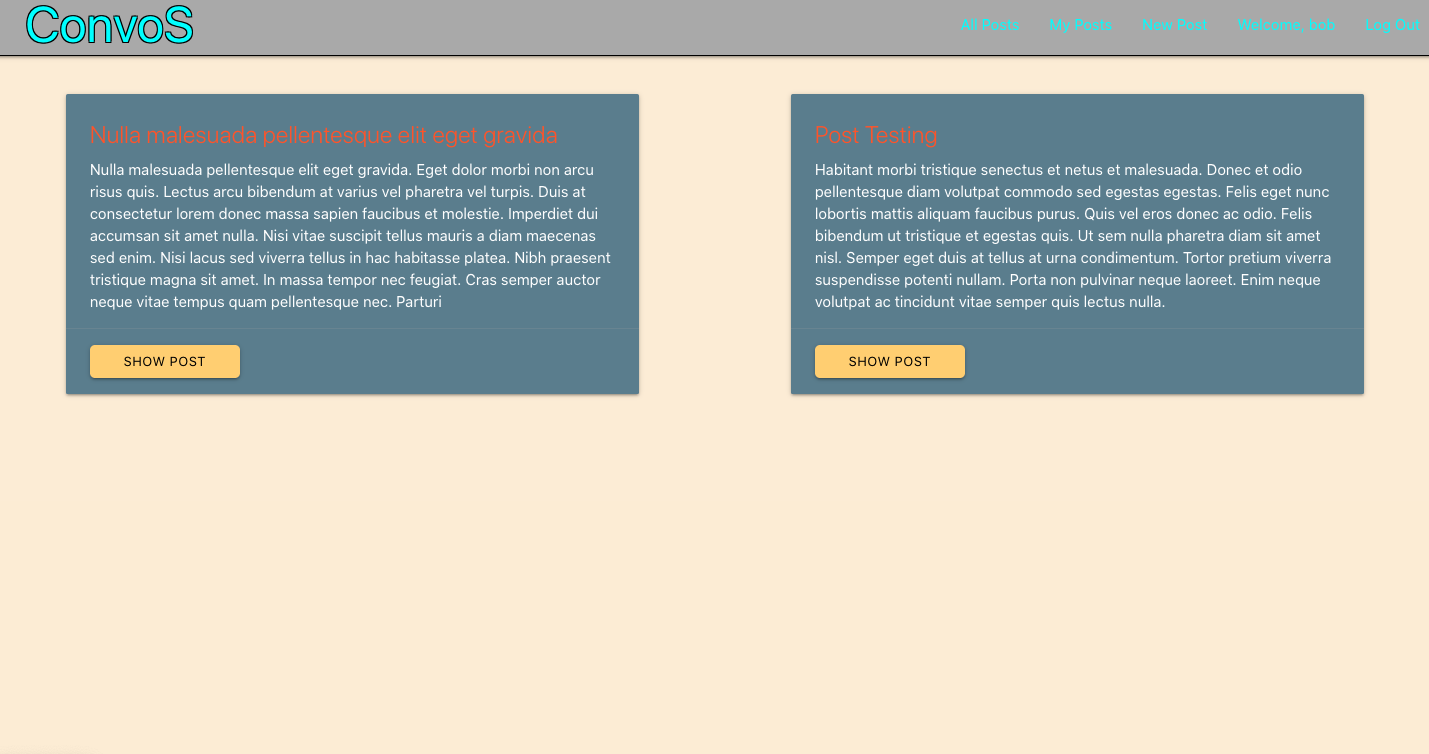 ConvoS
All Posts
My Posts
New Post
Welcome, bob
Log Out
Nulla malesuada pellentesque elit eget gravida
Nulla malesuada pellentesque elit eget gravida. Eget dolor morbi non arcu
risus quis. Lectus arcu bibendum at varius vel pharetra vel turpis. Duis at
consectetur lorem donec massa sapien faucibus et molestie. Imperdiet dui
accumsan sit amet nulla. Nisi vitae suscipit tellus mauris a diam maecenas
sed enim. Nisi lacus sed viverra tellus in hac habitasse platea. Nibh praesent
tristique magna sit amet. In massa tempor nec feugiat. Cras semper auctor
neque vitae tempus quam pellentesque nec. Parturi
SHOW POST
Post Testing
Habitant morbi tristique senectus et netus et malesuada. Donec et odio
pellentesque diam volutpat commodo sed egestas egestas. Felis eget nunc
lobortis mattis aliquam faucibus purus. Quis vel eros donec ac odio. Felis
bibendum ut tristique et egestas quis. Ut sem nulla pharetra diam sit amet
nisl. Semper eget duis at tellus at urna condimentum. Tortor pretium viverra
suspendisse potenti nullam. Porta non pulvinar neque laoreet. Enim neque
volutpat ac tincidunt vitae semper quis lectus nulla.
SHOW POST